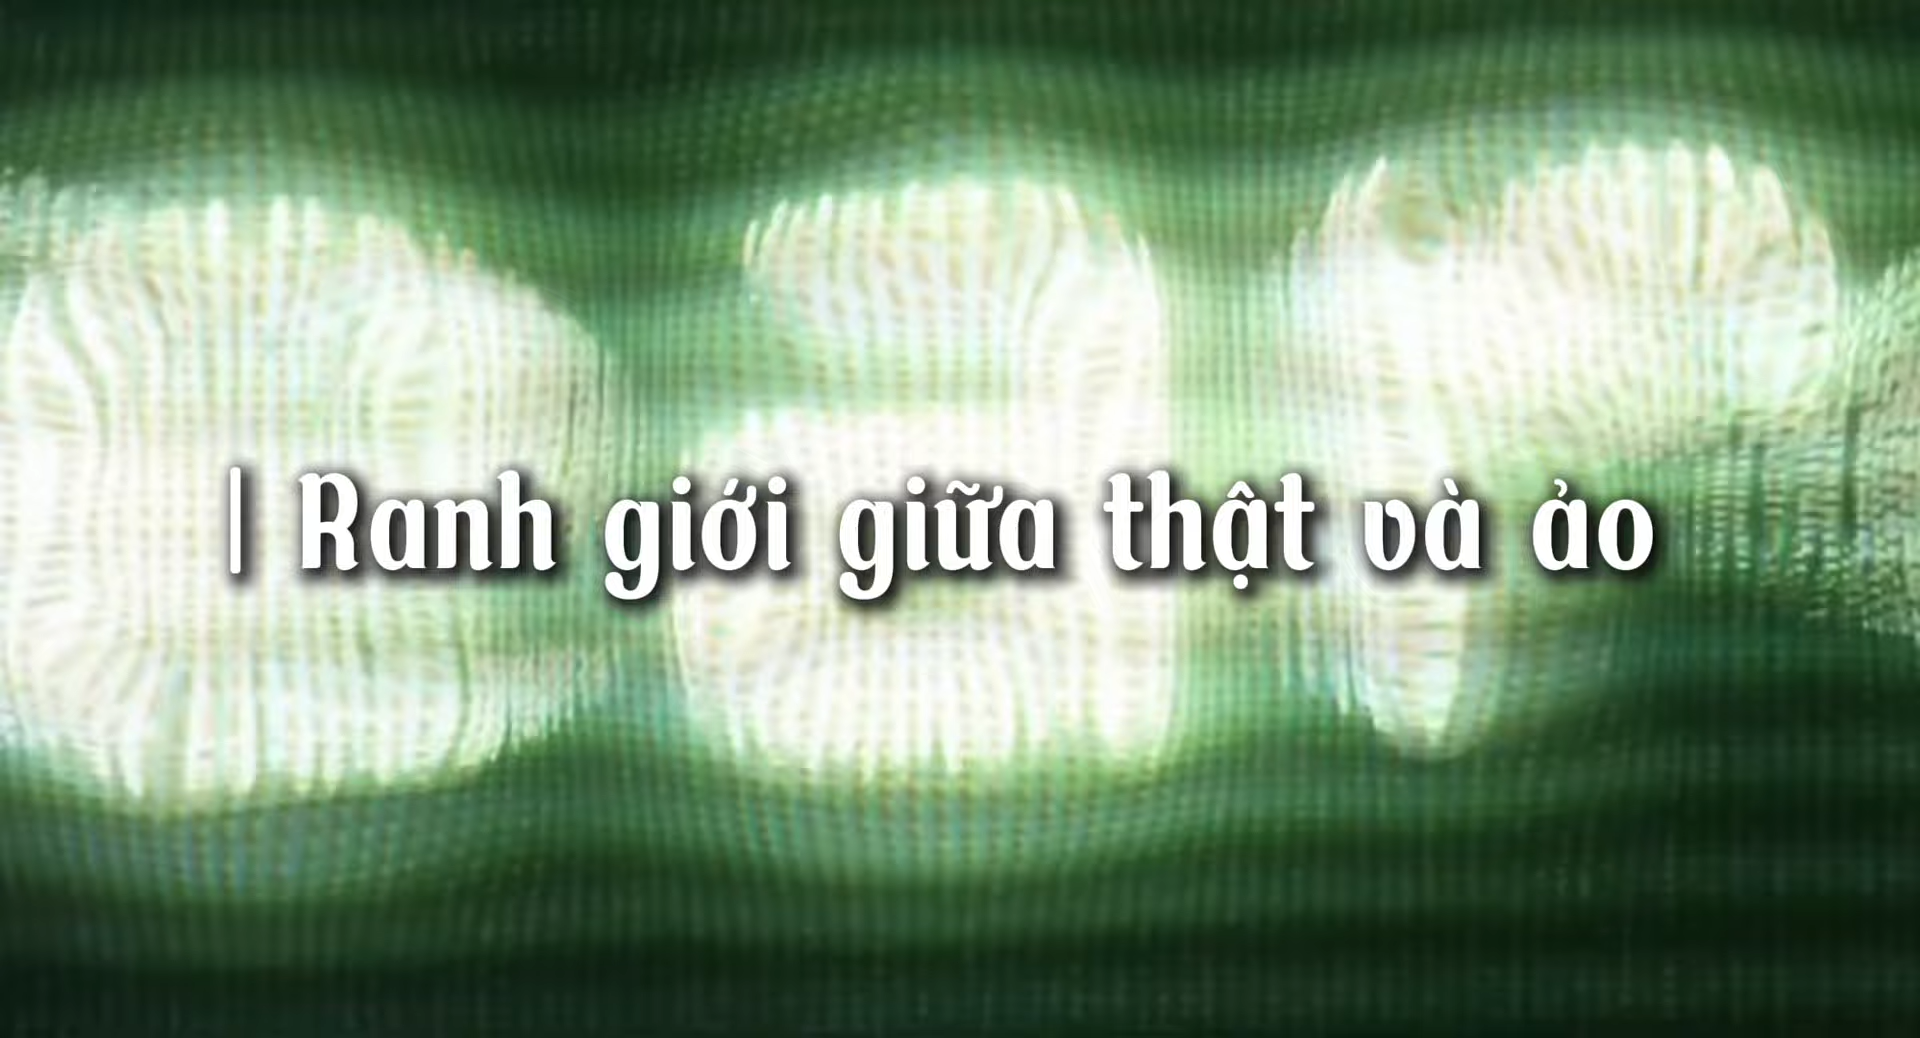 | Ranh giới giữa thật và ảo